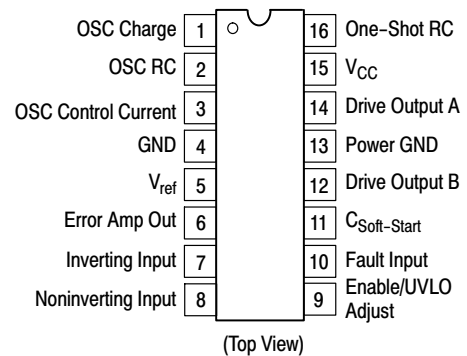 OSC Charge 1 16 One-Shot RC
OSC RC 2 15 VCC
OSC Control Current 3 14 Drive Output A
GND 4 13 Power GND
Vref 5 12 Drive Output B
Error Amp Out 6 11 CSoft-Start
Inverting Input 7 10 Fault Input
Noninverting Input 8 9 Enable/UVLO
Adjust
(Top View)